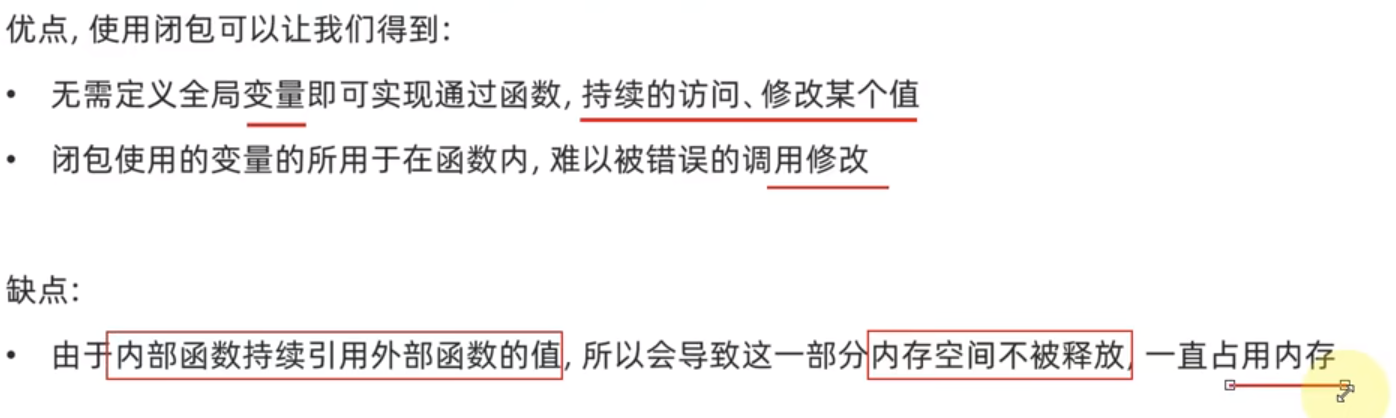 优点, 使用闭包可以让我们得到:
• 无需定义全局变量即可实现通过函数, 持续的访问、修改某个值
• 闭包使用的变量的所用于在函数内, 难以被错误的调用修改
缺点:
• 由于内部函数持续引用外部函数的值, 所以会导致这一部分内存空间不被释放, 一直占用内存